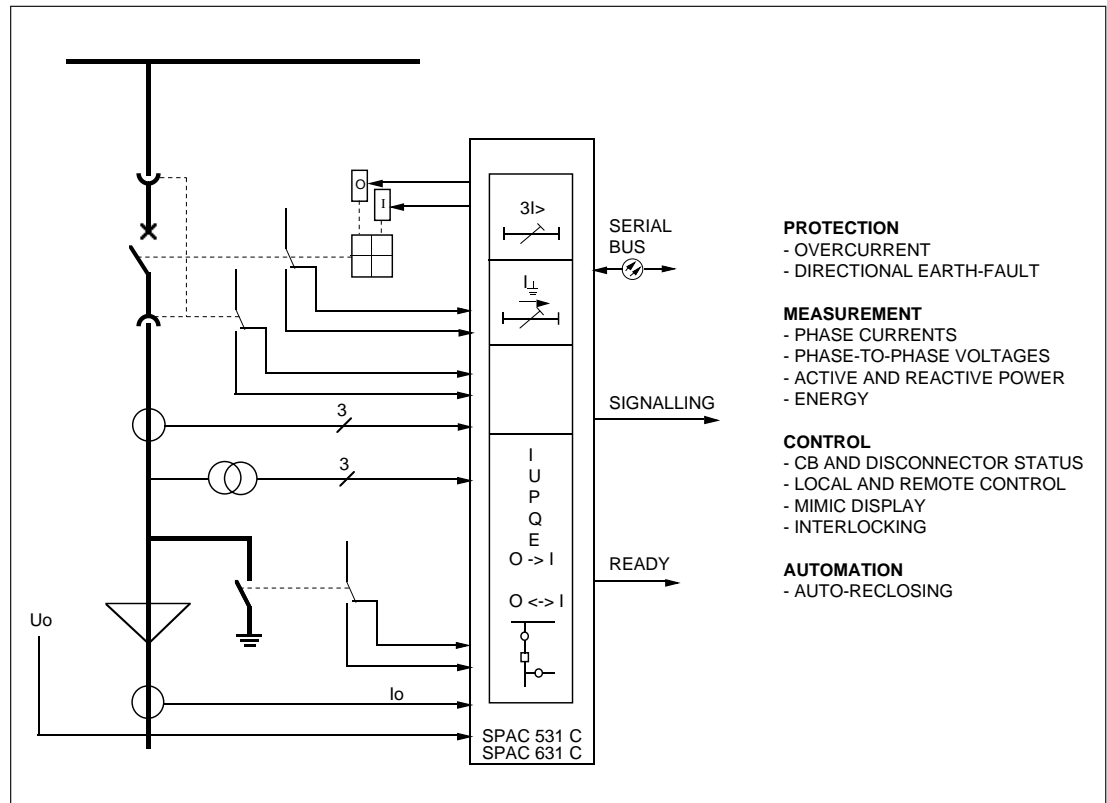 O
I
3I>
I
SERIAL
BUS
PROTECTION
- OVERCURRENT
- DIRECTIONAL EARTH-FAULT
MEASUREMENT
- PHASE CURRENTS
- PHASE-TO-PHASE VOLTAGES
- ACTIVE AND REACTIVE POWER
- ENERGY
3
SIGNALLING
3
CONTROL
- CB AND DISCONNECTOR STATUS
- LOCAL AND REMOTE CONTROL
- MIMIC DISPLAY
- INTERLOCKING
I
U
P
Q
E
O -> I
O <-> I
READY
AUTOMATION
- AUTO-RECLOSING
Uo
Io
SPAC 531 C
SPAC 631 C